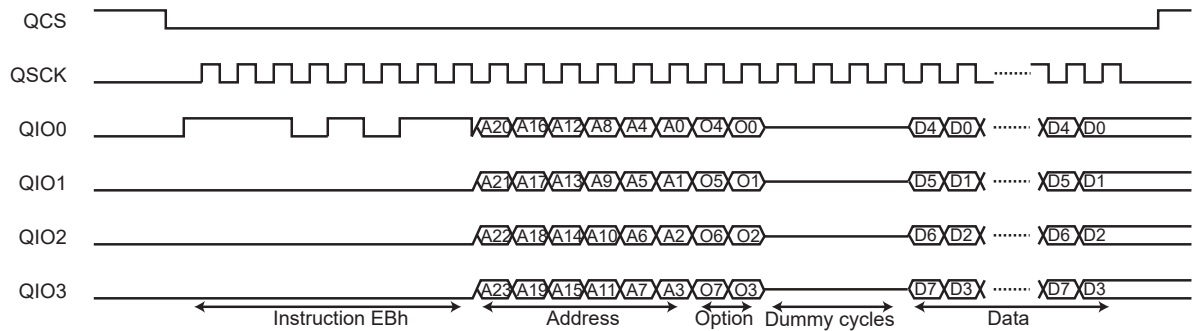 QCS
QSCK
QIO0 A20 A16 A12 A8 A4 A0 O4 O0 D4 D0 D4 D0
QIO1 A21 A17 A13 A9 A5 A1 O5 O1 D5 D1 D5 D1
QIO2 A22 A18 A14 A10 A6 A2 O6 O2 D6 D2 D6 D2
QIO3 A23 A19 A15 A11 A7 A3 O7 O3 D7 D3 D7 D3
Instruction EBh Address Option Dummy cycles Data